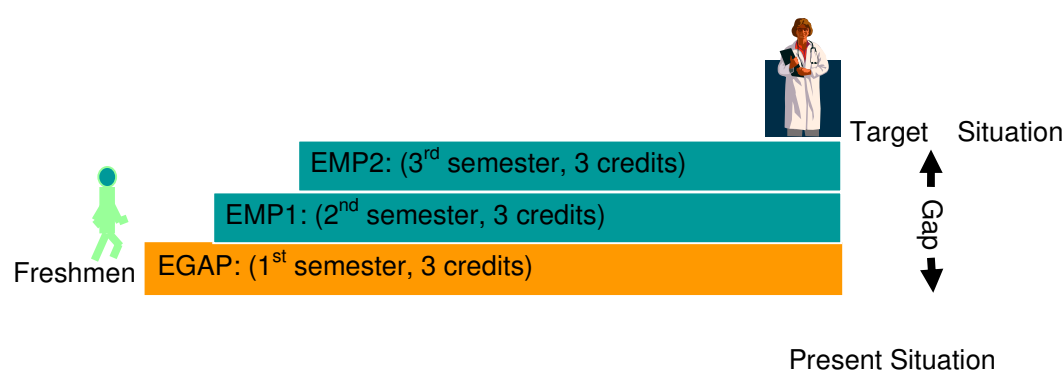 Target Situation
EMP2: (3rd semester, 3 credits)
EMP1: (2nd semester, 3 credits)
Gap
EGAP: (1st semester, 3 credits)
Freshmen
Present Situation